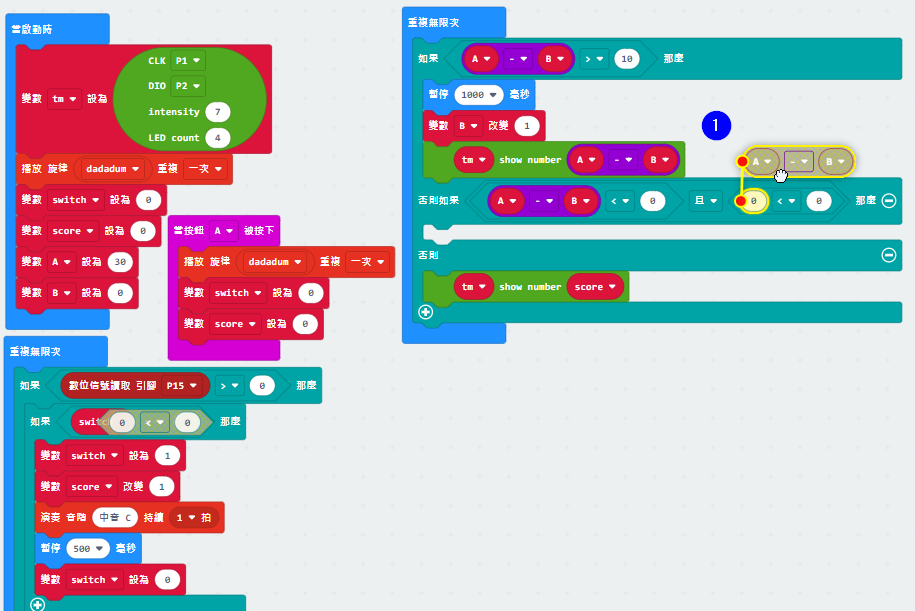 當啟動時
變數 tm 設為
CLK P1
DIO P2
intensity 7
LED count 4
播放 旋律 dadadum 重複 一次
變數 switch 設為 0
變數 score 設為 0
變數 A 設為 30
變數 B 設為 0
當按鈕 A 被按下
播放 旋律 dadadum 重複 一次
變數 switch 設為 0
變數 score 設為 0
重複無限次
如果 數位信號讀取 引腳 P15 > 0 那麼
如果 0 < 0 那麼
變數 switch 設為 1
變數 score 改變 1
演奏 音階 中音 C 持續 1 拍
暫停 500 毫秒
變數 switch 設為 0
重複無限次
如果 A - B > 10 那麼
暫停 1000 毫秒
變數 B 改變 1
tm show number A - B
1
A - B
否則如果 A - B < 0 且 0 < 0 那麼
否則
tm show number score